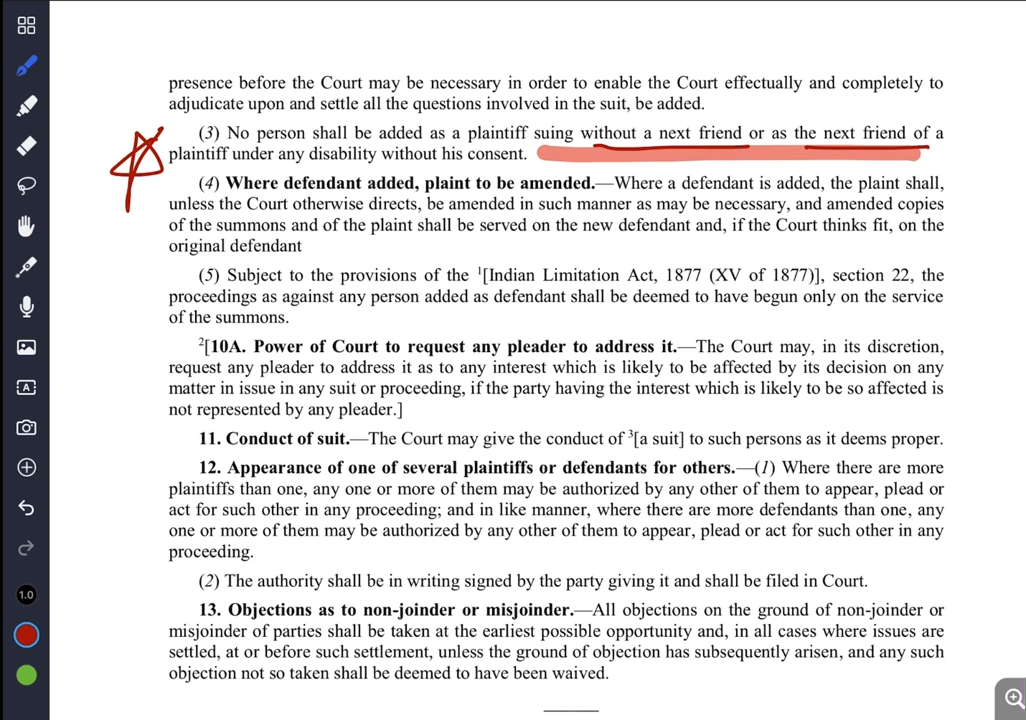 presence before the Court may be necessary in order to enable the Court effectually and completely to
adjudicate upon and settle all the questions involved in the suit, be added.
(3) No person shall be added as a plaintiff suing without a next friend or as the next friend of a
plaintiff under any disability without his consent.
(4) Where defendant added, plaint to be amended.—Where a defendant is added, the plaint shall,
unless the Court otherwise directs, be amended in such manner as may be necessary, and amended copies
of the summons and of the plaint shall be served on the new defendant and, if the Court thinks fit, on the
original defendant
(5) Subject to the provisions of the ¹[Indian Limitation Act, 1877 (XV of 1877)], section 22, the
proceedings as against any person added as defendant shall be deemed to have begun only on the service
of the summons.
²[10A. Power of Court to request any pleader to address it.—The Court may, in its discretion,
request any pleader to address it as to any interest which is likely to be affected by its decision on any
matter in issue in any suit or proceeding, if the party having the interest which is likely to be so affected is
not represented by any pleader.]
11. Conduct of suit.—The Court may give the conduct of ³[a suit] to such persons as it deems proper.
12. Appearance of one of several plaintiffs or defendants for others.—(1) Where there are more
plaintiffs than one, any one or more of them may be authorized by any other of them to appear, plead or
act for such other in any proceeding; and in like manner, where there are more defendants than one, any
one or more of them may be authorized by any other of them to appear, plead or act for such other in any
proceeding.
(2) The authority shall be in writing signed by the party giving it and shall be filed in Court.
13. Objections as to non-joinder or misjoinder.—All objections on the ground of non-joinder or
misjoinder of parties shall be taken at the earliest possible opportunity and, in all cases where issues are
settled, at or before such settlement, unless the ground of objection has subsequently arisen, and any such
objection not so taken shall be deemed to have been waived.
A
1.0